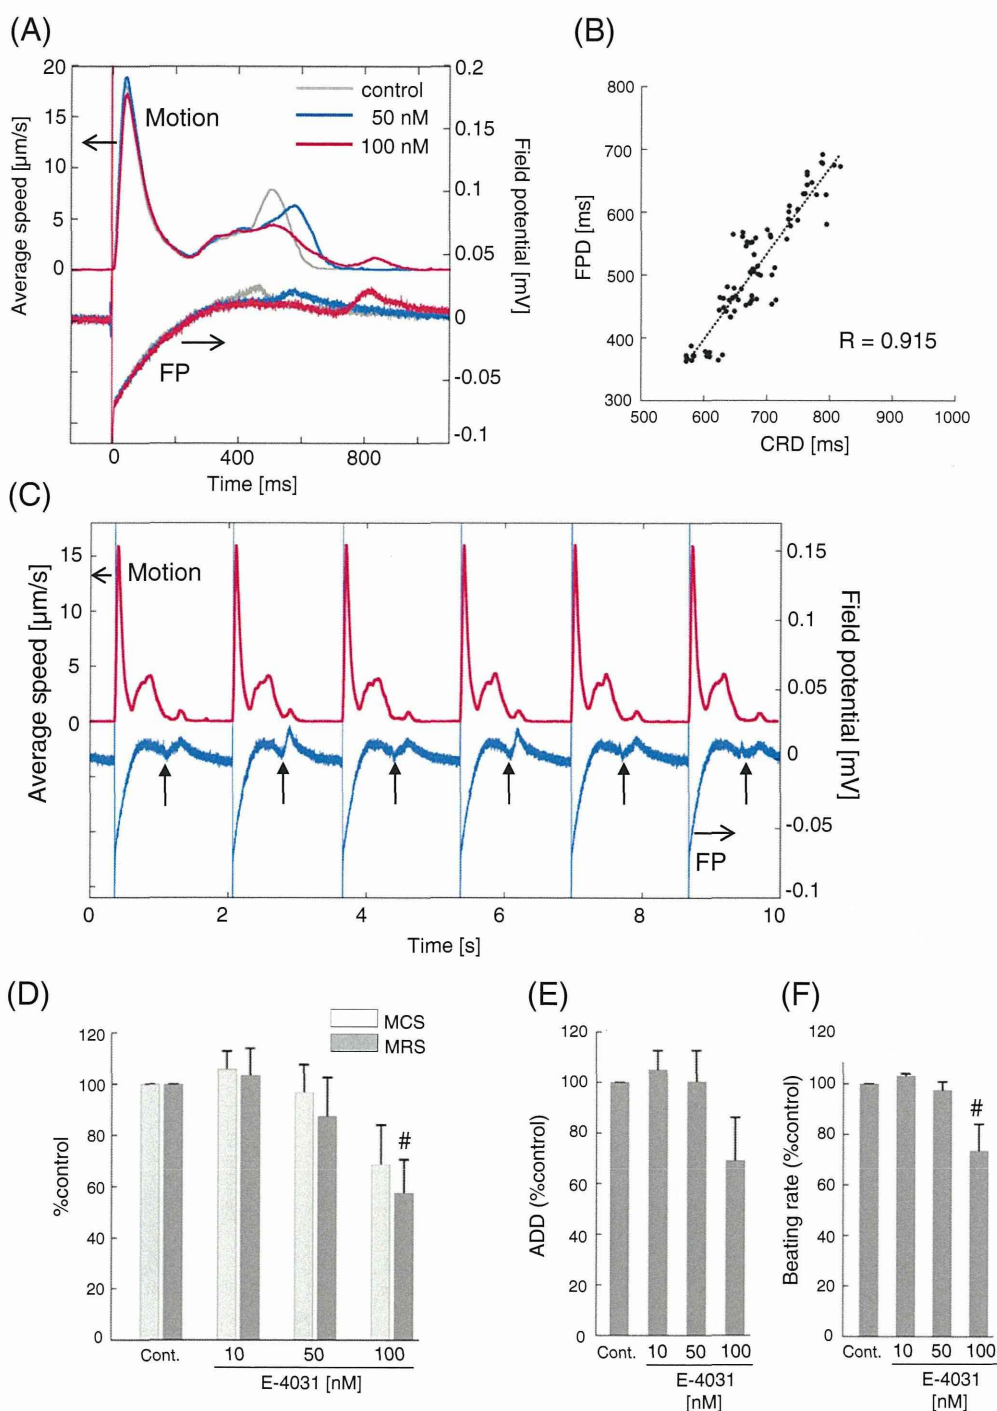 (A)
20
15
10
5
0
Average speed [μm/s]
Motion
control
50 nM
100 nM
FP
0.2
0.1
0.05
0
-0.05
-0.1
Field potential [mV]
0
400
800
Time [ms]
(B)
800
700
600
500
400
300
FPD [ms]
R = 0.915
500
600
700
800
900
1000
CRD [ms]
(C)
15
10
5
0
Average speed [μm/s]
Motion
FP
0.15
0.1
0.05
0
-0.05
-0.1
Field potential [mV]
0
2
4
6
8
10
Time [s]
(D)
MCS
MRS
120
100
80
60
40
20
0
%control
#
Cont.
10
50
100
E-4031 [nM]
(E)
120
100
80
60
40
20
0
ADD (%control)
Cont.
10
50
100
E-4031
[nM]
(F)
120
100
80
60
40
20
0
Beating rate (%control)
#
Cont.
10
50
100
E-4031
[nM]